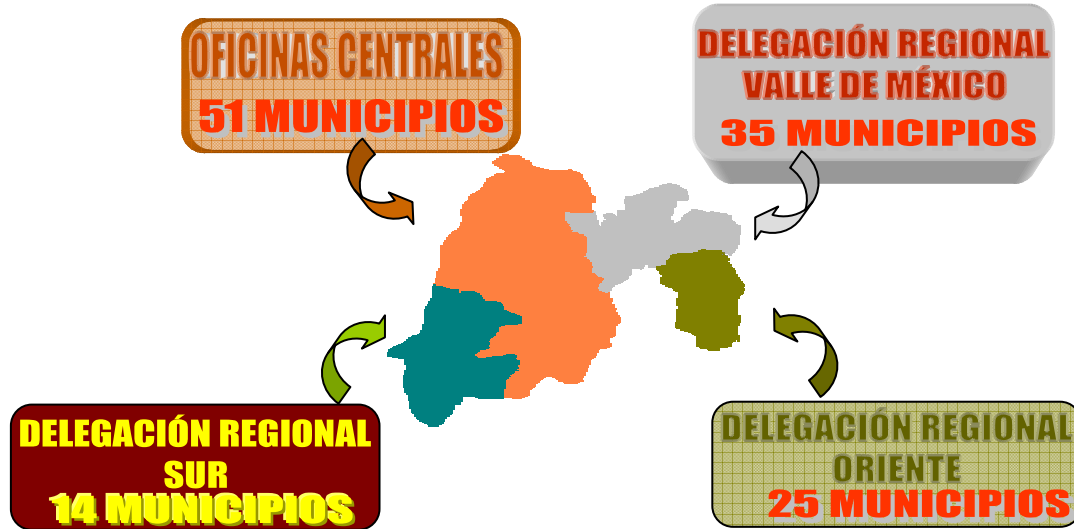 OFICINAS CENTRALES
51 MUNICIPIOS
DELEGACIÓN REGIONAL
VALLE DE MÉXICO
35 MUNICIPIOS
DELEGACIÓN REGIONAL
SUR
14 MUNICIPIOS
DELEGACIÓN REGIONAL
ORIENTE
25 MUNICIPIOS